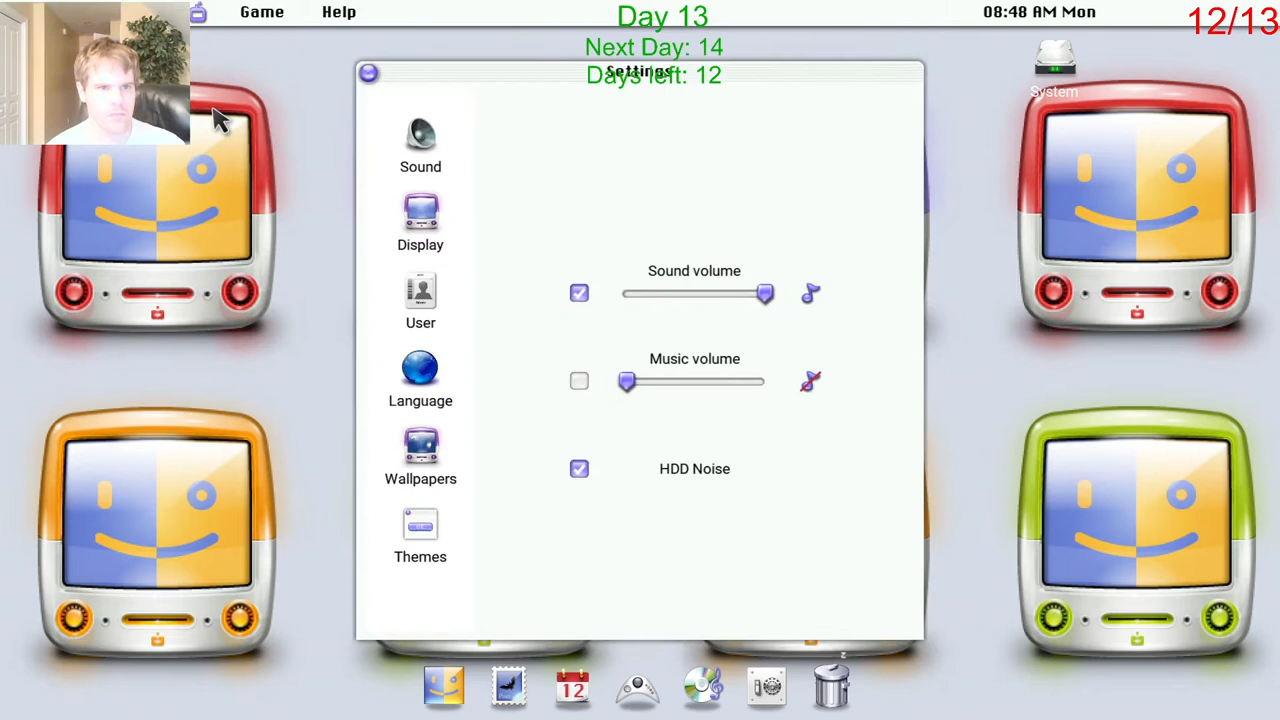 Game Help Day 13 08:48 AM Mon 12/13
Next Day: 14
Settings
Days left: 12
System
Sound
Display
User
Language
Wallpapers
Themes
Sound volume
Music volume
HDD Noise
12
z